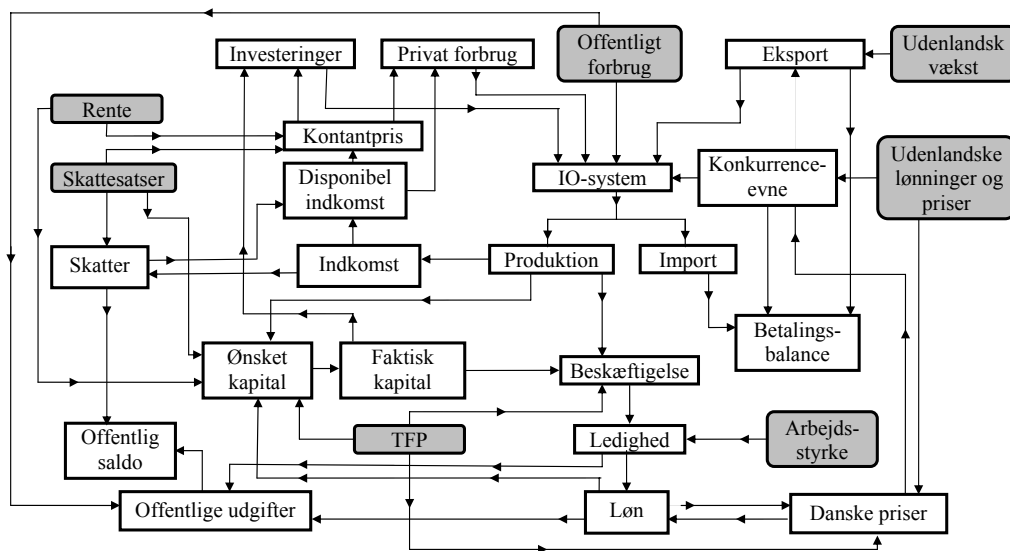 Investeringer
Privat forbrug
Offentligt
forbrug
Eksport
Udenlandsk
vækst
Rente
Kontantpris
Skattesatser
Disponibel
indkomst
IO-system
Konkurrence-
evne
Udenlandske
lønninger og
priser
Skatter
Indkomst
Produktion
Import
Betalings-
balance
Ønsket
kapital
Faktisk
kapital
Beskæftigelse
Offentlig
saldo
TFP
Ledighed
Arbejds-
styrke
Offentlige udgifter
Løn
Danske priser